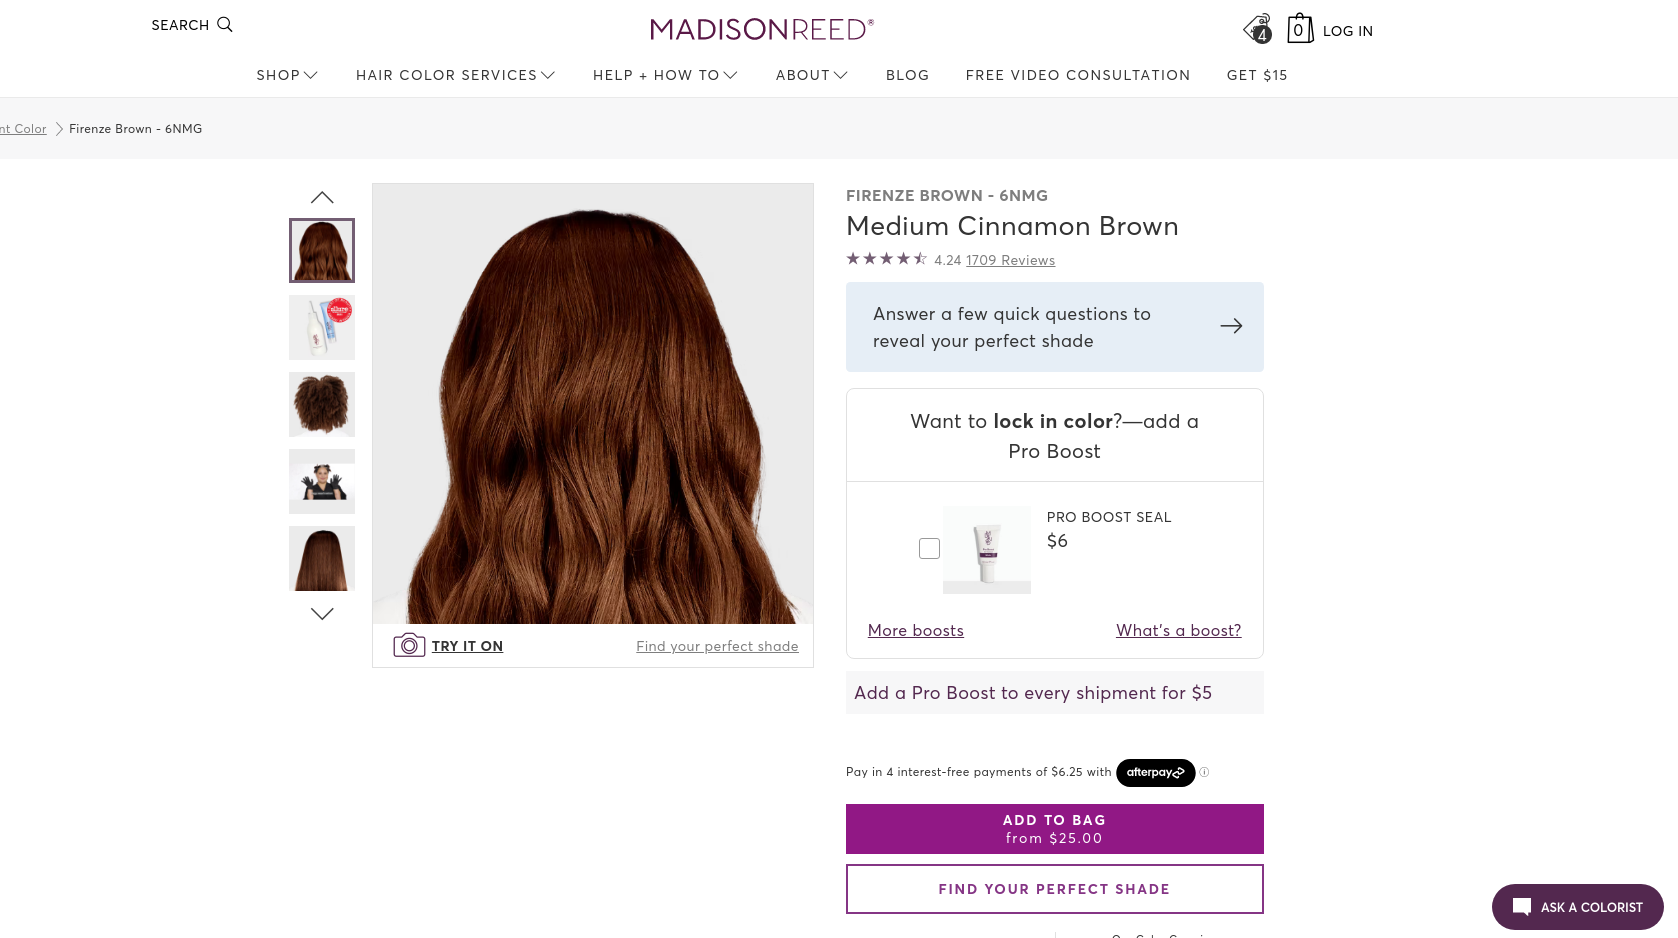 SEARCH
MADISONREED®
4
0
LOG IN
SHOP
HAIR COLOR SERVICES
HELP + HOW TO
ABOUT
BLOG
FREE VIDEO CONSULTATION
GET $15
nt Color
Firenze Brown - 6NMG
FIRENZE BROWN - 6NMG
Medium Cinnamon Brown
4.24 1709 Reviews
Answer a few quick questions to
reveal your perfect shade
Want to lock in color?—add a
Pro Boost
PRO BOOST SEAL
$6
More boosts
What's a boost?
TRY IT ON
Find your perfect shade
Add a Pro Boost to every shipment for $5
Pay in 4 interest-free payments of $6.25 with afterpay
ADD TO BAG
from $25.00
FIND YOUR PERFECT SHADE
ASK A COLORIST